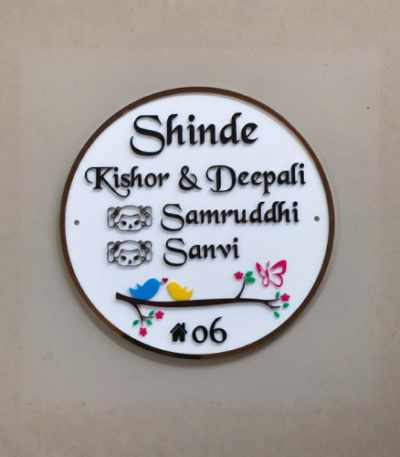 Shinde
Kishor & Deepali
Samruddhi
Sanvi
06